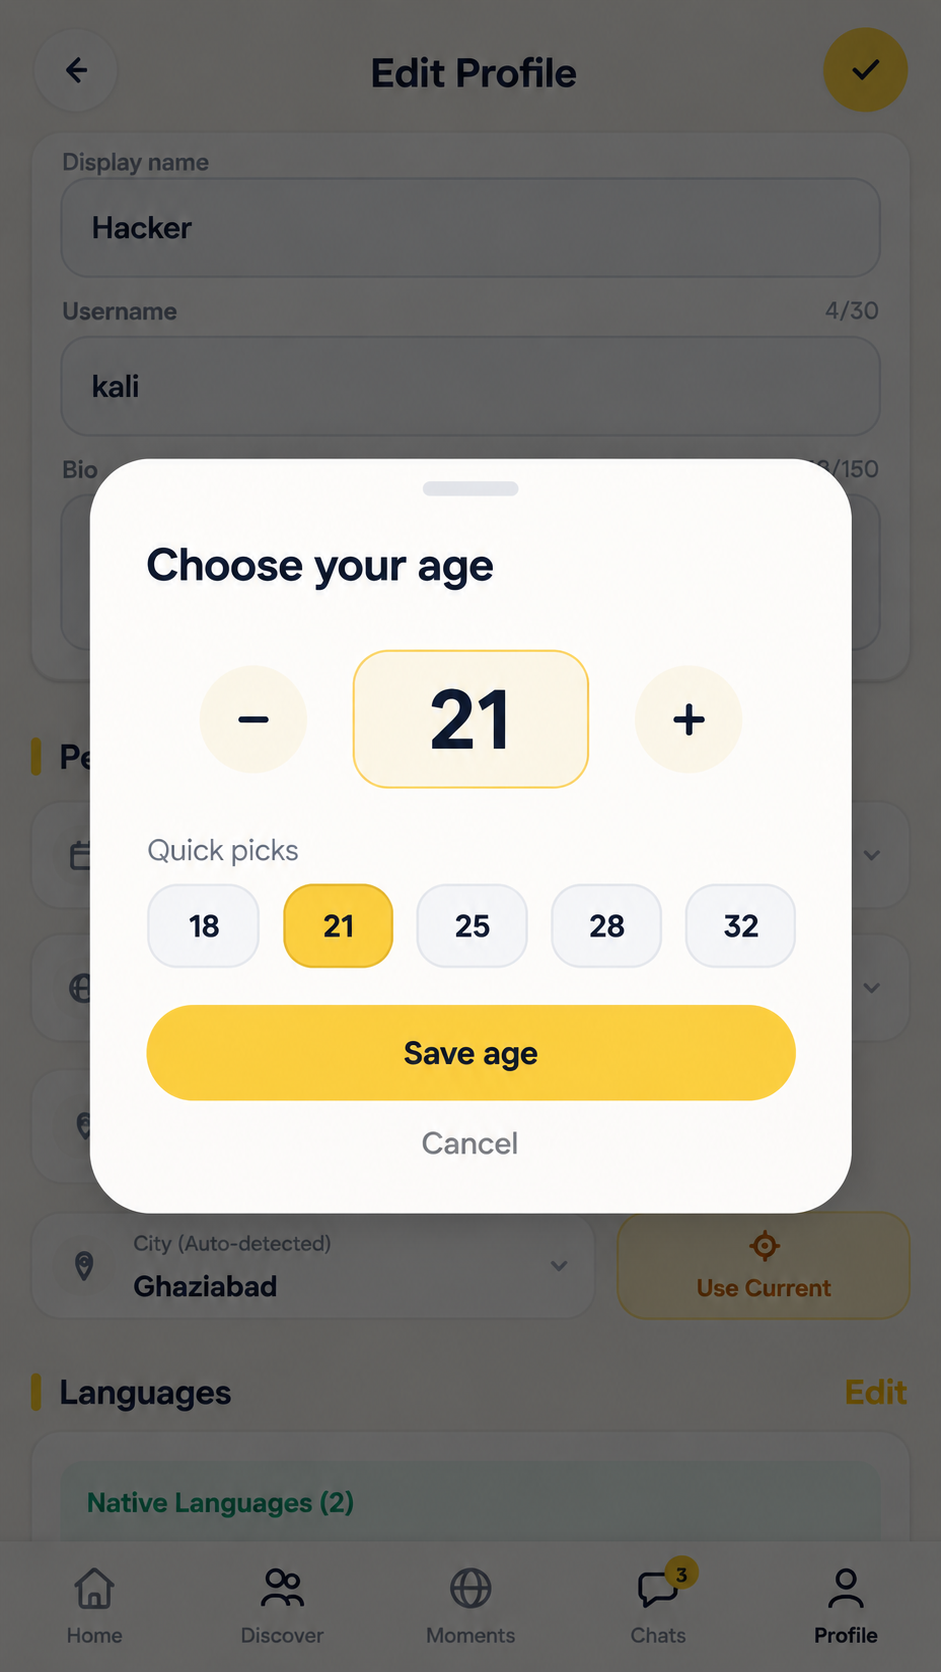 Edit Profile
Display name
Hacker
Username 4/30
kali
Bio /150
Choose your age
− 21 +
Quick picks
18 21 25 28 32
Save age
Cancel
City (Auto-detected)
Ghaziabad
Use Current
Languages Edit
Native Languages (2)
3
Home Discover Moments Chats Profile